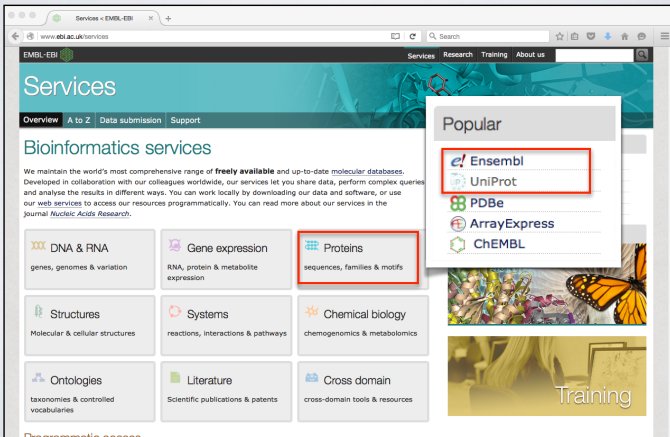 Services < EMBL-EBI
www.ebi.ac.uk/services
Search
EMBL-EBI
Services Research Training About us
Services
Overview A to Z Data submission Support
Bioinformatics services
We maintain the world's most comprehensive range of freely available and up-to-date molecular databases.
Developed in collaboration with our colleagues worldwide, our services let you share data, perform complex queries
and analyse the results in different ways. You can work locally by downloading our data and software, or use
our web services to access our resources programmatically. You can read more about our services in the
journal Nucleic Acids Research.
Popular
Ensembl
UniProt
PDBe
ArrayExpress
ChEMBL
DNA & RNA
genes, genomes & variation
Gene expression
RNA, protein & metabolite
expression
Proteins
sequences, families & motifs
Structures
Molecular & cellular structures
Systems
reactions, interactions & pathways
Chemical biology
chemogenomics & metabolomics
Ontologies
taxonomies & controlled
vocabularies
Literature
Scientific publications & patents
Cross domain
cross-domain tools & resources
Training
Programmatic access